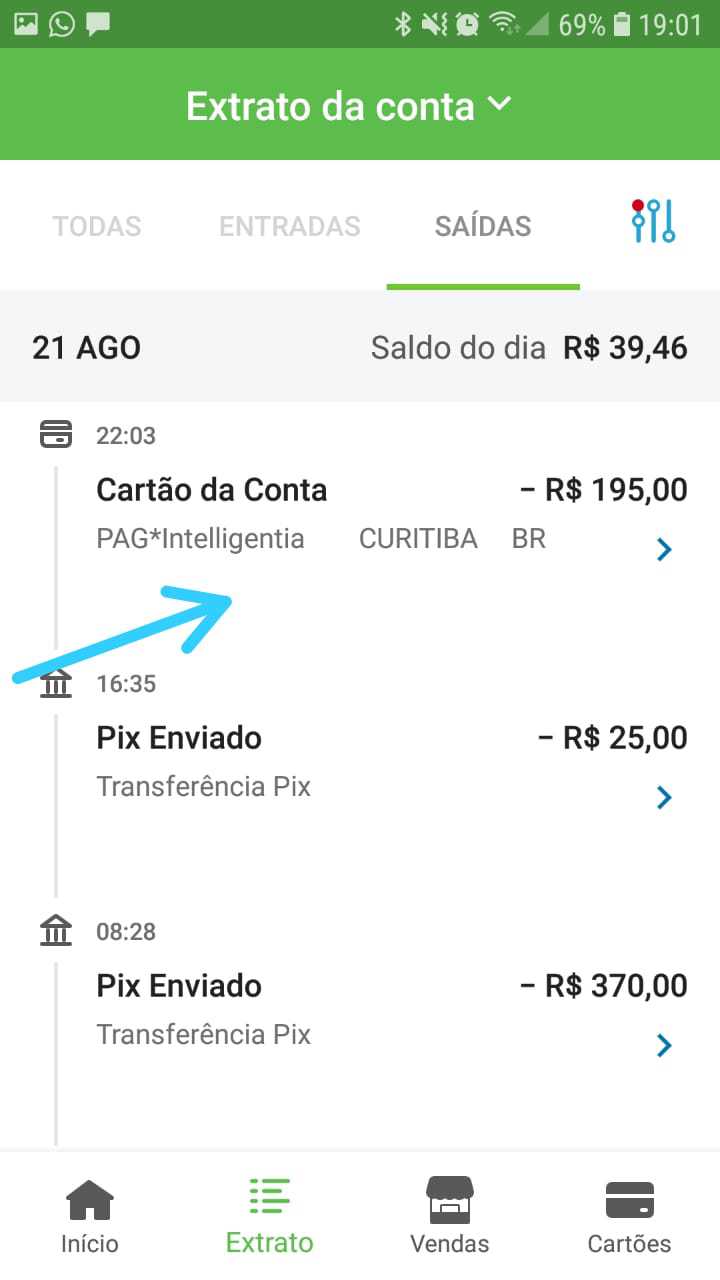 69% 19:01
Extrato da conta
TODAS ENTRADAS SAÍDAS
21 AGO Saldo do dia R$ 39,46
22:03
Cartão da Conta – R$ 195,00
PAG*Intelligentia CURITIBA BR
16:35
Pix Enviado – R$ 25,00
Transferência Pix
08:28
Pix Enviado – R$ 370,00
Transferência Pix
Início Extrato Vendas Cartões